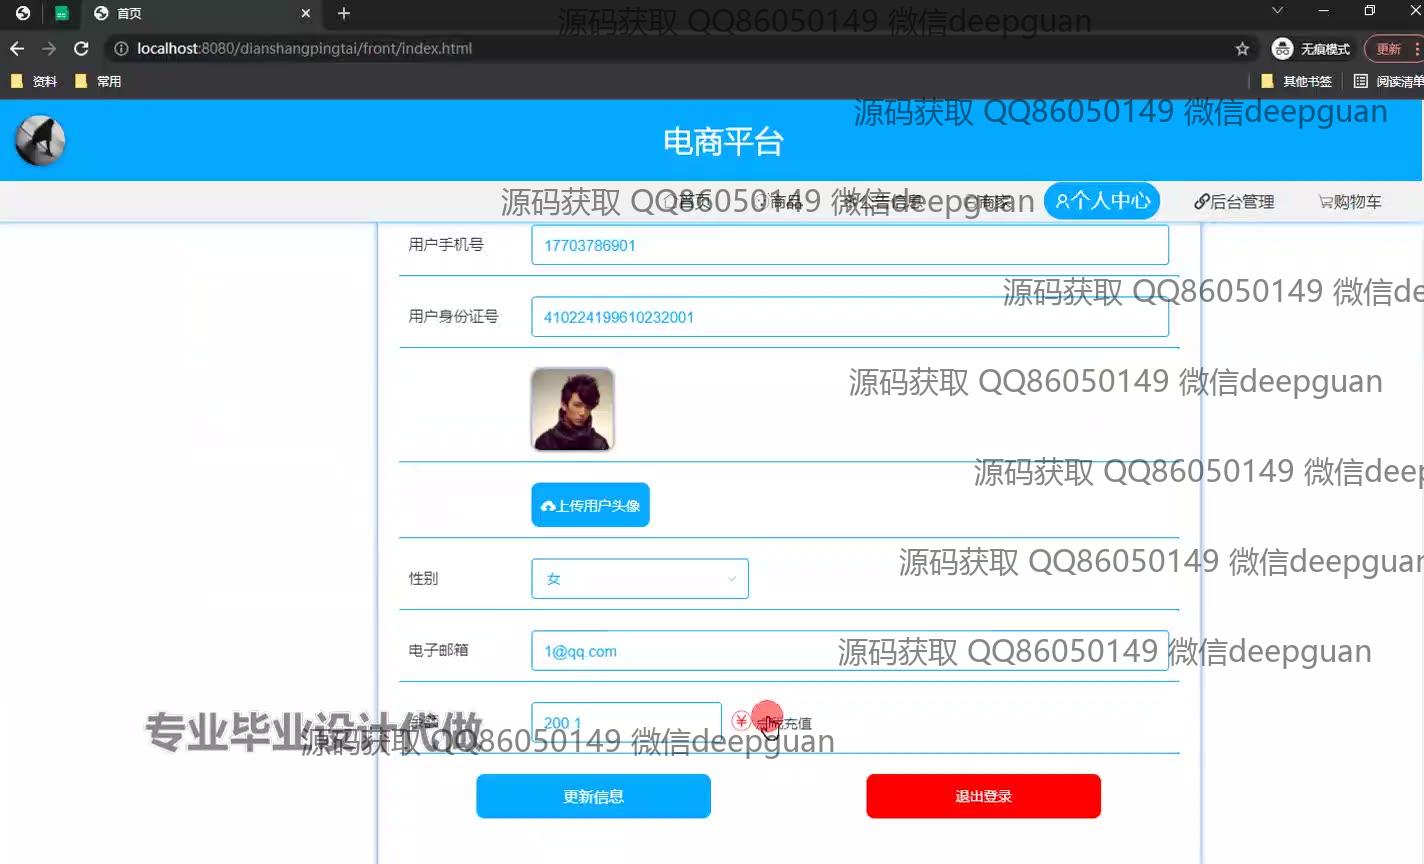 首页
源码获取 QQ86050149 微信deepguan
localhost:8080/dianshangpingtai/front/index.html
无痕模式
更新
资料
常用
其他书签
阅读清单
源码获取 QQ86050149 微信deepguan
电商平台
源码获取 QQ86050149 微信deepguan
首页
商品
公告信息
商家
个人中心
后台管理
购物车
用户手机号
17703786901
源码获取 QQ86050149 微信de
用户身份证号
410224199610232001
源码获取 QQ86050149 微信deepguan
源码获取 QQ86050149 微信deep
上传用户头像
源码获取 QQ86050149 微信deepguan
性别
女
电子邮箱
1@qq.com
源码获取 QQ86050149 微信deepguan
专业毕业设计代做
200.1
充值
源码获取 QQ86050149 微信deepguan
更新信息
退出登录